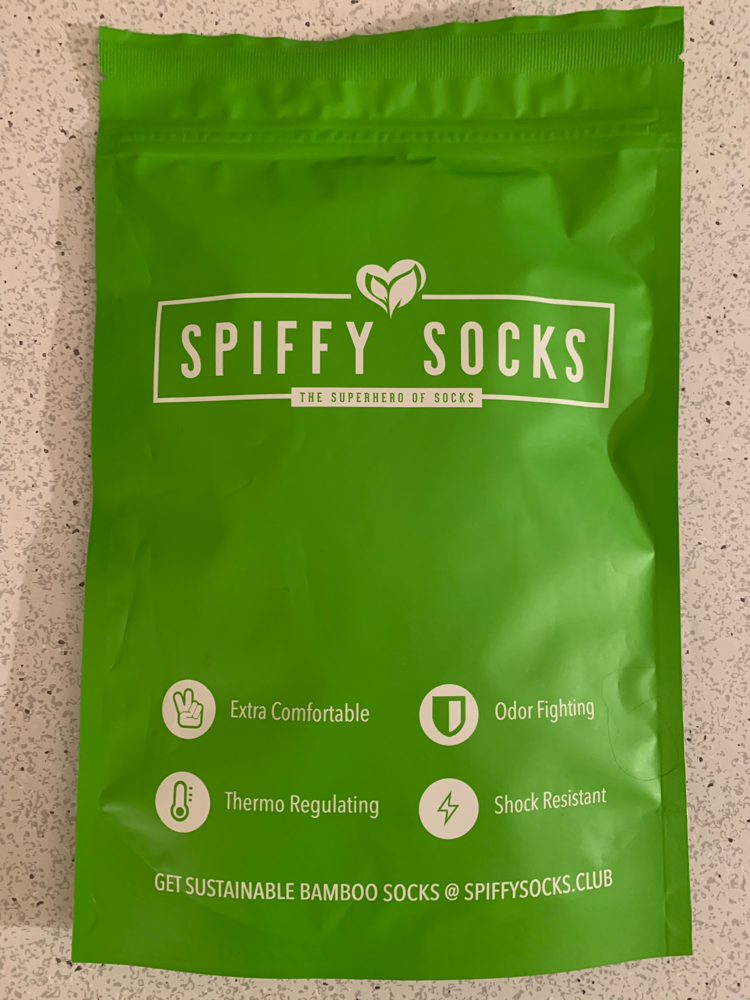 SPIFFY SOCKS
THE SUPERHERO OF SOCKS
Extra Comfortable
Odor Fighting
Thermo Regulating
Shock Resistant
GET SUSTAINABLE BAMBOO SOCKS @ SPIFFYSOCKS.CLUB